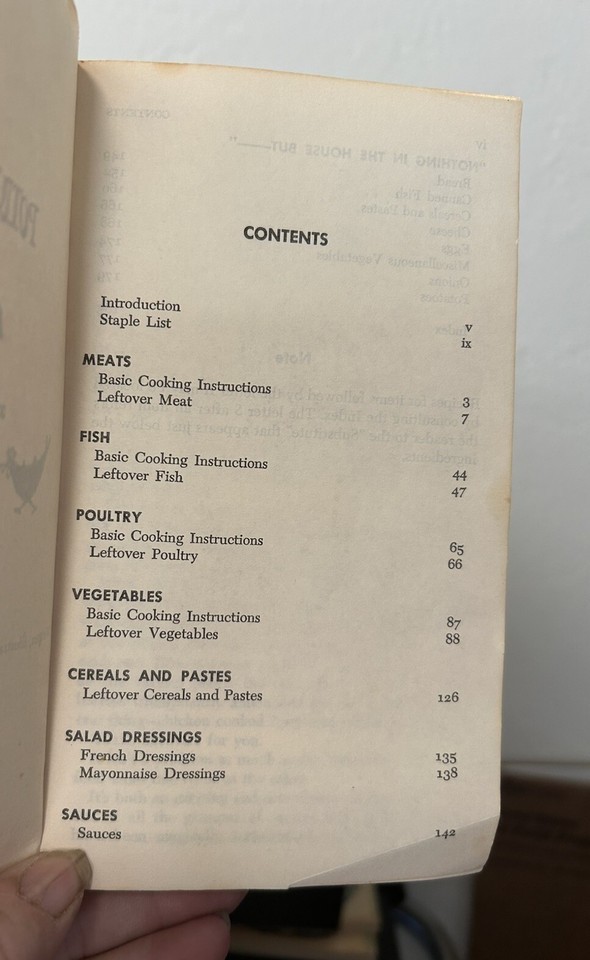 CONTENTS
Introduction v
Staple List ix
MEATS
Basic Cooking Instructions 3
Leftover Meat 7
FISH
Basic Cooking Instructions 44
Leftover Fish 47
POULTRY
Basic Cooking Instructions 65
Leftover Poultry 66
VEGETABLES
Basic Cooking Instructions 87
Leftover Vegetables 88
CEREALS AND PASTES
Leftover Cereals and Pastes 126
SALAD DRESSINGS
French Dressings 135
Mayonnaise Dressings 138
SAUCES
Sauces 142